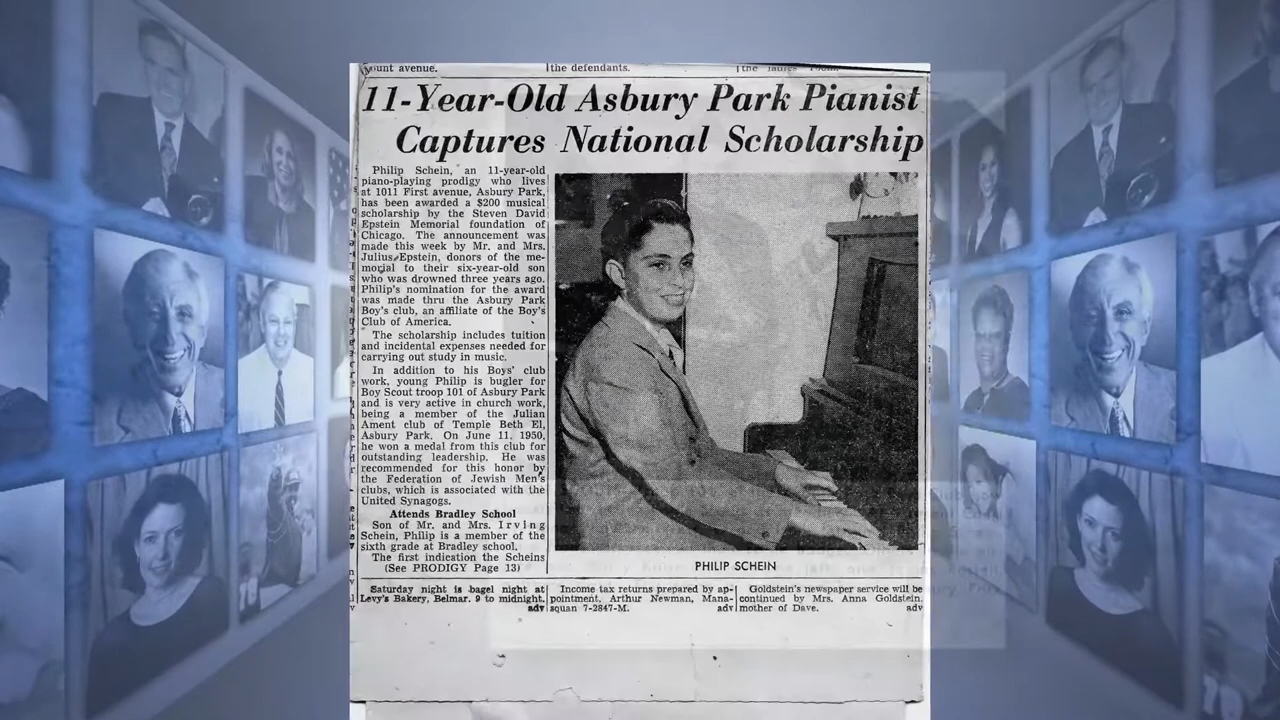 ount avenue.
the defendants.
the
11-Year-Old Asbury Park Pianist
Captures National Scholarship
Philip Schein, an 11-year-old
piano-playing prodigy who lives
at 1011 First avenue, Asbury Park,
has been awarded a $200 musical
scholarship by the Steven David
Epstein Memorial foundation of
Chicago. The announcement was
made this week by Mr. and Mrs.
Julius Epstein, donors of the me-
morial to their six-year-old son
who was drowned three years ago.
Philip's nomination for the award
was made thru the Asbury Park
Boy's club, an affiliate of the Boy's
Club of America.
The scholarship includes tuition
and incidental expenses needed for
carrying out study in music.
In addition to his Boys' club
work, young Philip is bugler for
Boy Scout troop 101 of Asbury Park
and is very active in church work,
being a member of the Julian
Ament club of Temple Beth El,
Asbury Park. On June 11, 1950,
he won a medal from this club for
outstanding leadership. He was
recommended for this honor by
the Federation of Jewish Men's
clubs, which is associated with the
United Synagogs.
Attends Bradley School
Son of Mr. and Mrs. Irving
Schein, Philip is a member of the
sixth grade at Bradley school.
The first indication the Scheins
(See PRODIGY Page 13)
PHILIP SCHEIN
Saturday night is bagel night at
Levy's Bakery, Belmar. 9 to midnight.
adv
Income tax returns prepared by ap-
pointment, Arthur Newman, Mana-
squan 7-2847-M. adv
Goldstein's newspaper service will be
continued by Mrs. Anna Goldstein,
mother of Dave. adv